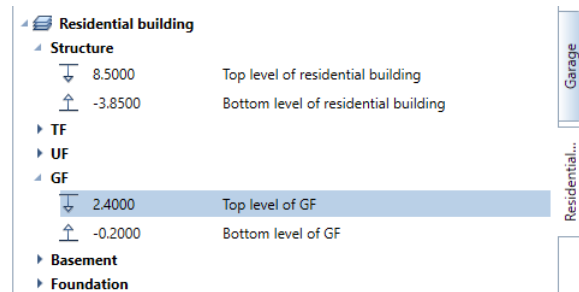 Residential building
Structure
8.5000 Top level of residential building
-3.8500 Bottom level of residential building
TF
UF
GF
2.4000 Top level of GF
-0.2000 Bottom level of GF
Basement
Foundation
Garage
Residential...